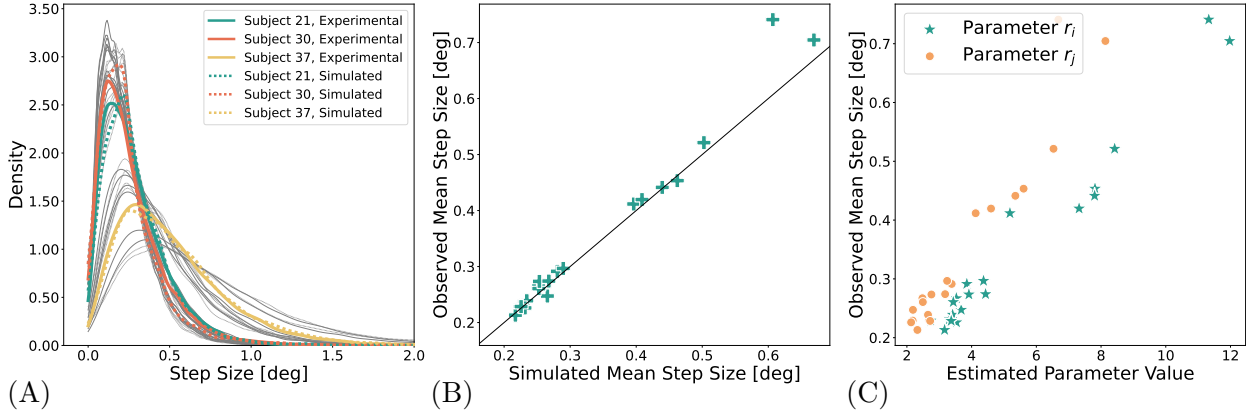 3.50
3.00
2.50
2.00
1.50
1.00
0.50
0.00
Density
0.0
0.5
1.0
1.5
2.0
Step Size [deg]
Subject 21, Experimental
Subject 30, Experimental
Subject 37, Experimental
Subject 21, Simulated
Subject 30, Simulated
Subject 37, Simulated
(A)
0.7
0.6
0.5
0.4
0.3
0.2
Observed Mean Step Size [deg]
0.2
0.3
0.4
0.5
0.6
Simulated Mean Step Size [deg]
(B)
0.7
0.6
0.5
0.4
0.3
0.2
Observed Mean Step Size [deg]
2
4
6
8
10
12
Estimated Parameter Value
Parameter r_i
Parameter r_j
(C)